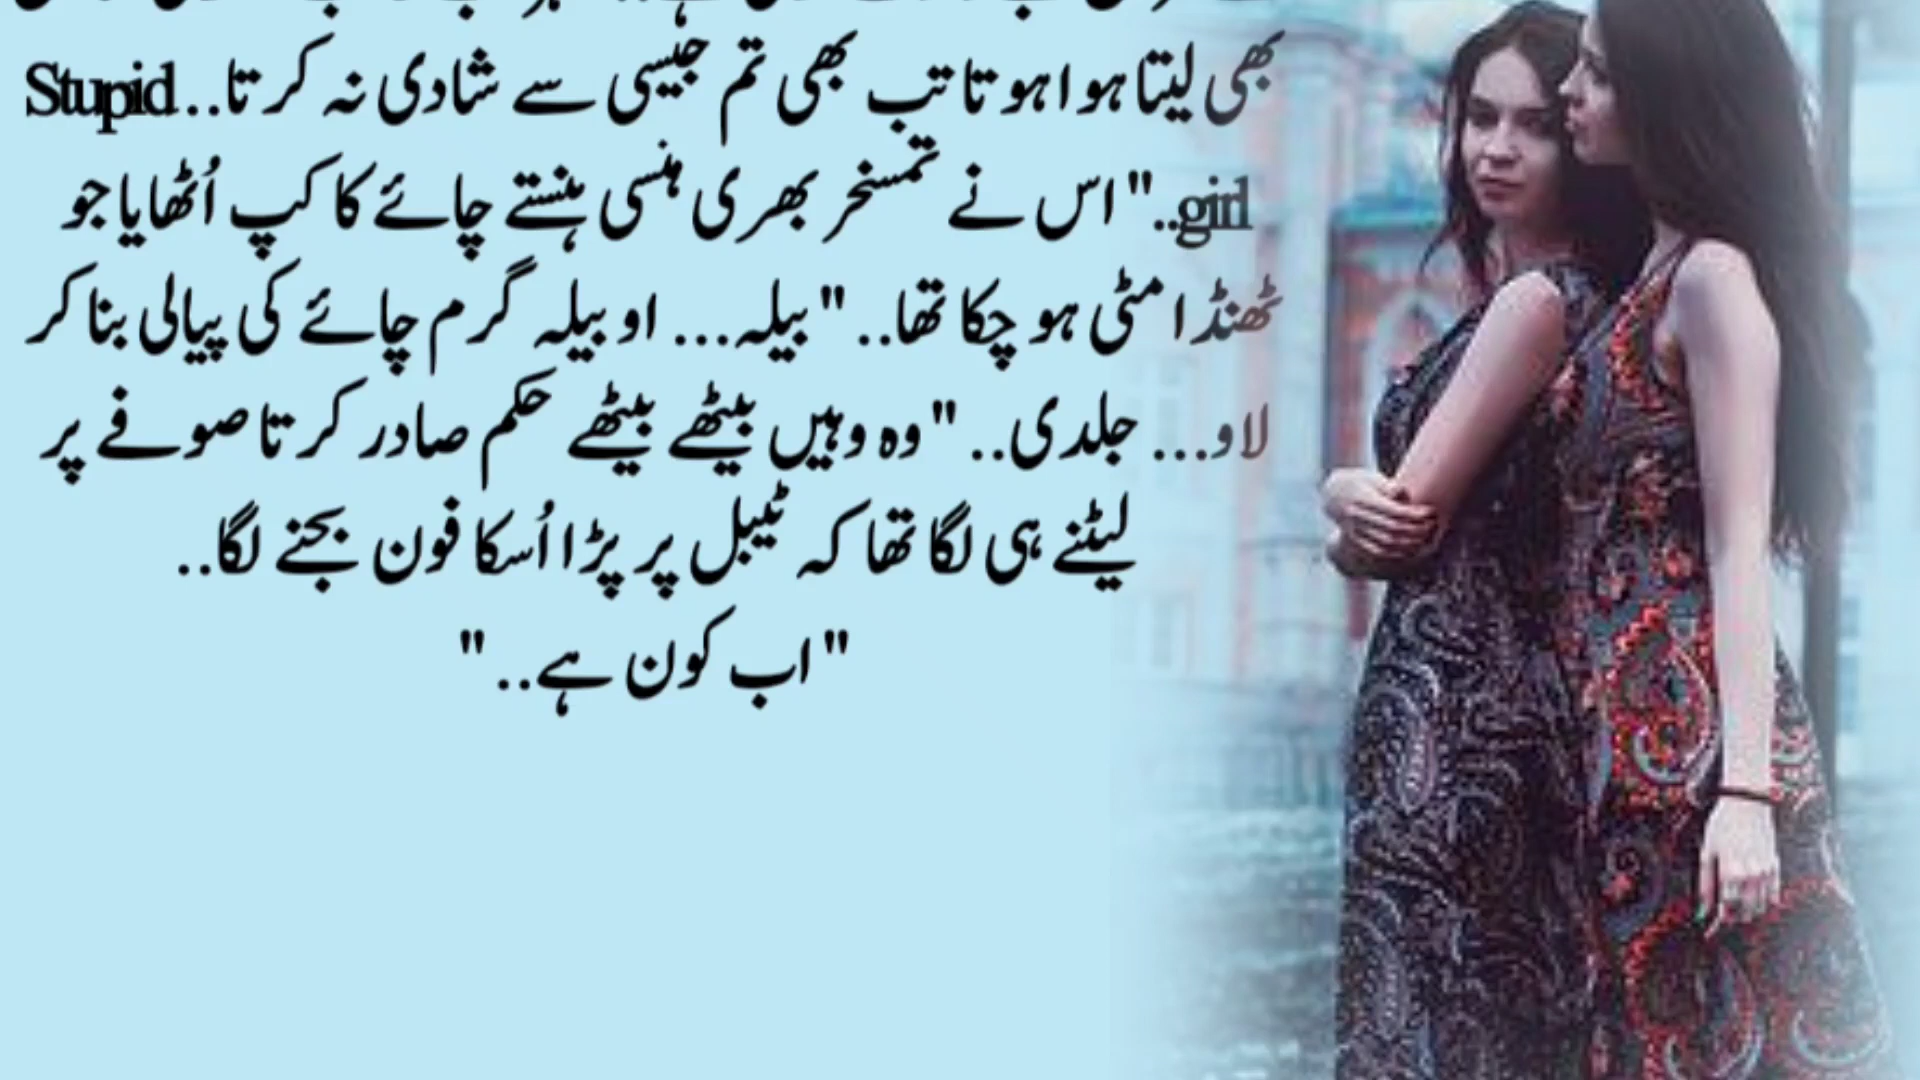 بھی لیتا ہوا ہوتا تب بھی تم جیسی سے شادی نہ کرتا.. Stupid
girl.." اس نے تمسخر بھری ہنسی ہنستے چائے کا کپ اُٹھایا جو
ٹھنڈا مٹی ہو چکا تھا.. " بیلہ... او بیلہ گرم چائے کی پیالی بنا کر
لاو... جلدی.. " وہ وہیں بیٹھے بیٹھے حکم صادر کرتا صوفے پر
لیٹنے ہی لگا تھا کہ ٹیبل پر پڑا اُسکا فون بجنے لگا..
" اب کون ہے.. "